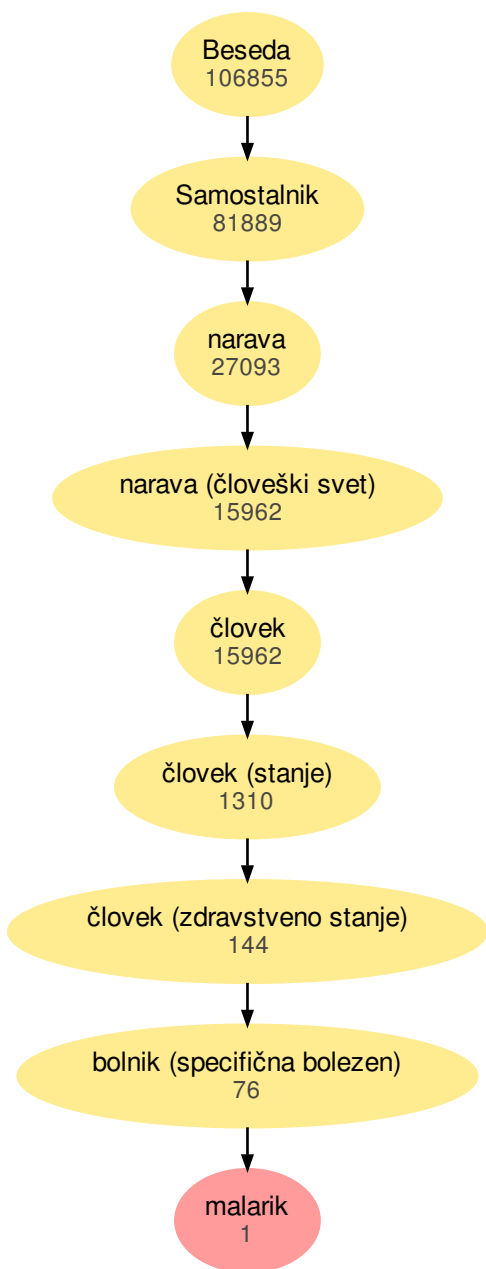 Beseda
106855
Samostalnik
81889
narava
27093
narava (človeški svet)
15962
človek
15962
človek (stanje)
1310
človek (zdravstveno stanje)
144
bolnik (specifična bolezen)
76
malarik
1